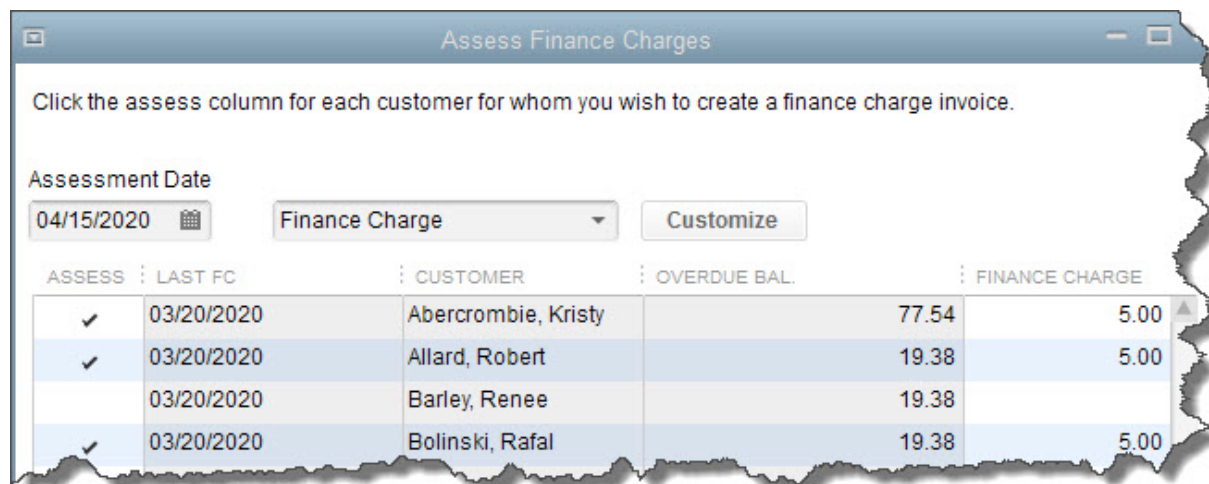 Assess Finance Charges
Click the assess column for each customer for whom you wish to create a finance charge invoice.
Assessment Date
04/15/2020 Finance Charge Customize
ASSESS LAST FC CUSTOMER OVERDUE BAL. FINANCE CHARGE
03/20/2020 Abercrombie, Kristy 77.54 5.00
03/20/2020 Allard, Robert 19.38 5.00
03/20/2020 Barley, Renee 19.38
03/20/2020 Bolinski, Rafal 19.38 5.00